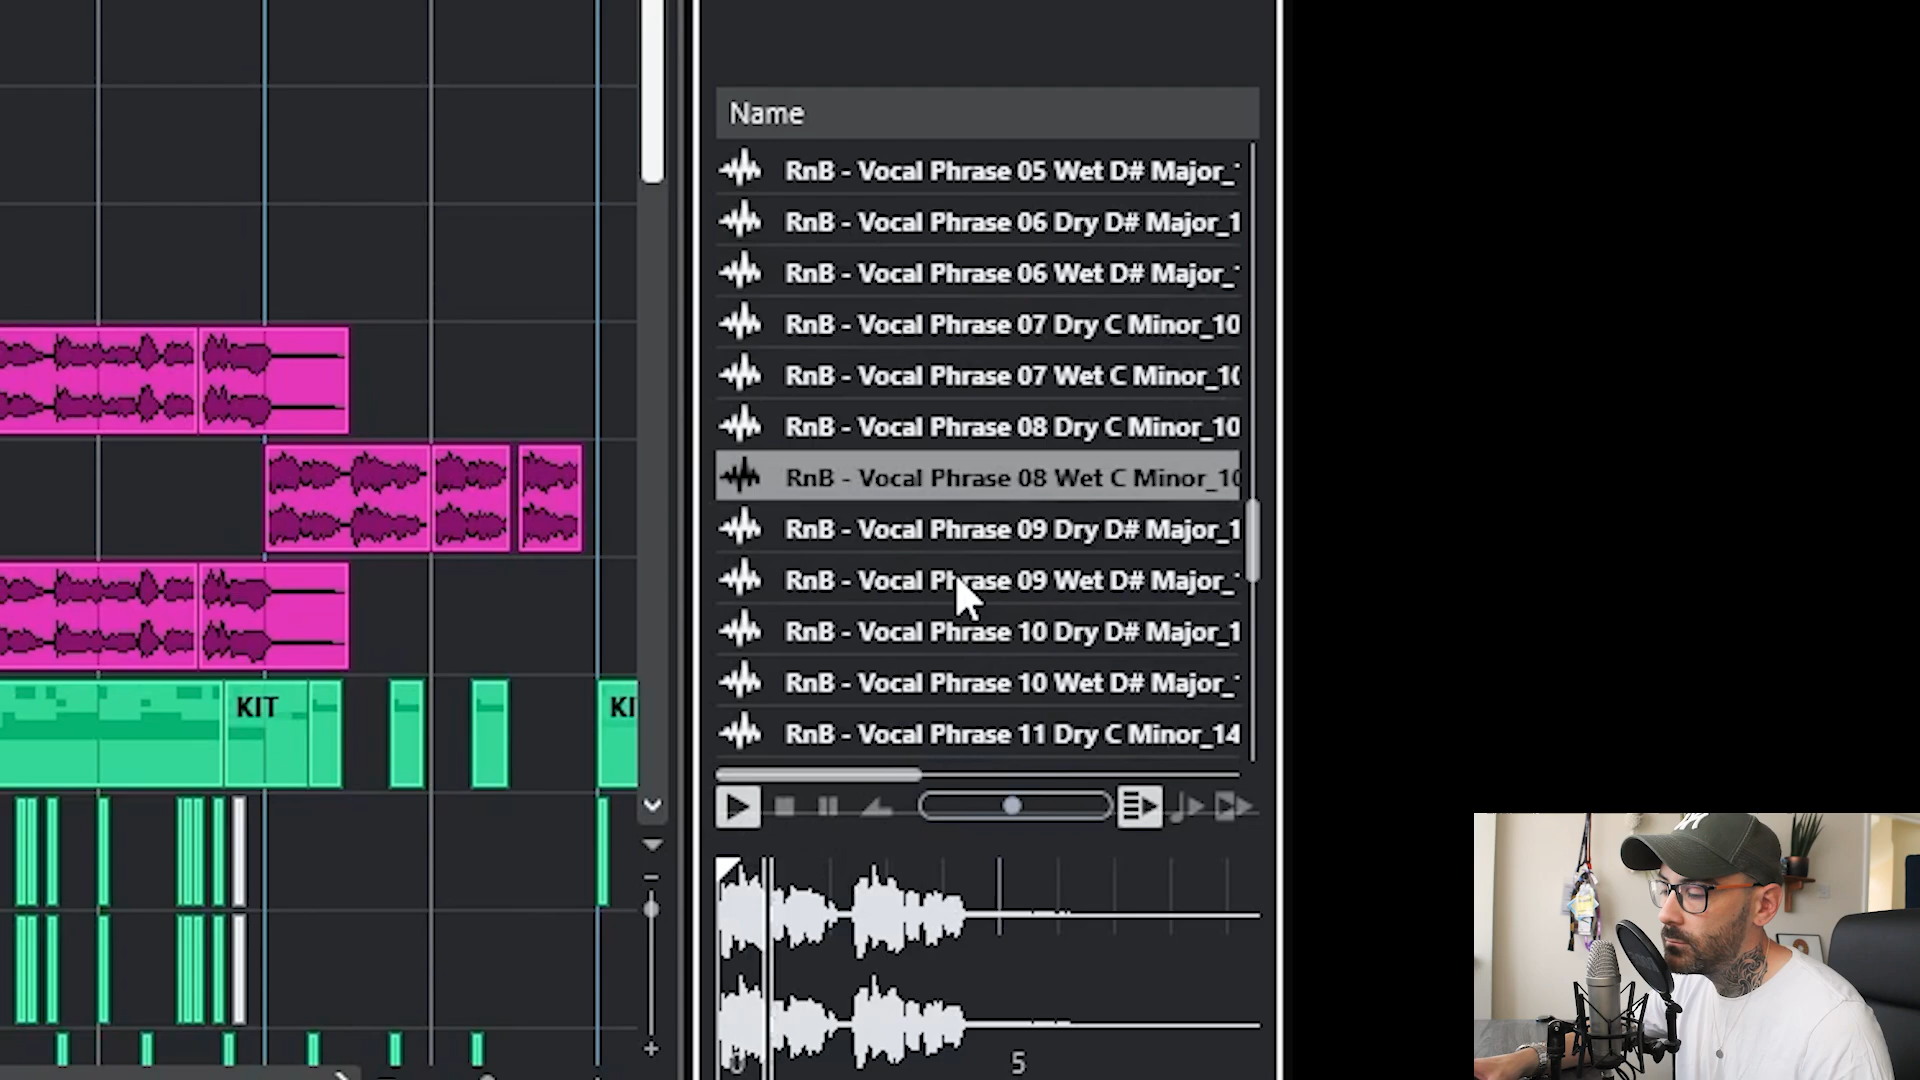 Name
RnB - Vocal Phrase 05 Wet D# Major_
RnB - Vocal Phrase 06 Dry D# Major_1
RnB - Vocal Phrase 06 Wet D# Major_
RnB - Vocal Phrase 07 Dry C Minor_10
RnB - Vocal Phrase 07 Wet C Minor_10
RnB - Vocal Phrase 08 Dry C Minor_10
RnB - Vocal Phrase 08 Wet C Minor_10
RnB - Vocal Phrase 09 Dry D# Major_1
RnB - Vocal Phrase 09 Wet D# Major_
RnB - Vocal Phrase 10 Dry D# Major_1
RnB - Vocal Phrase 10 Wet D# Major_
RnB - Vocal Phrase 11 Dry C Minor_14
KIT
KI
0
5